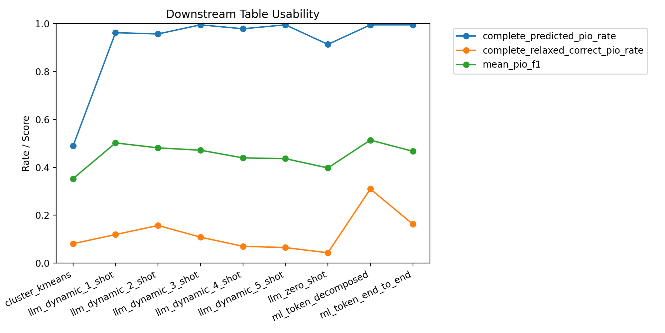 Downstream Table Usability
complete_predicted_pio_rate
complete_relaxed_correct_pio_rate
mean_pio_f1
Rate / Score
1.0
0.8
0.6
0.4
0.2
0.0
cluster_kmeans
llm_dynamic_1_shot
llm_dynamic_2_shot
llm_dynamic_3_shot
llm_dynamic_4_shot
llm_dynamic_5_shot
llm_zero_shot
ml_token_decomposed
ml_token_end_to_end